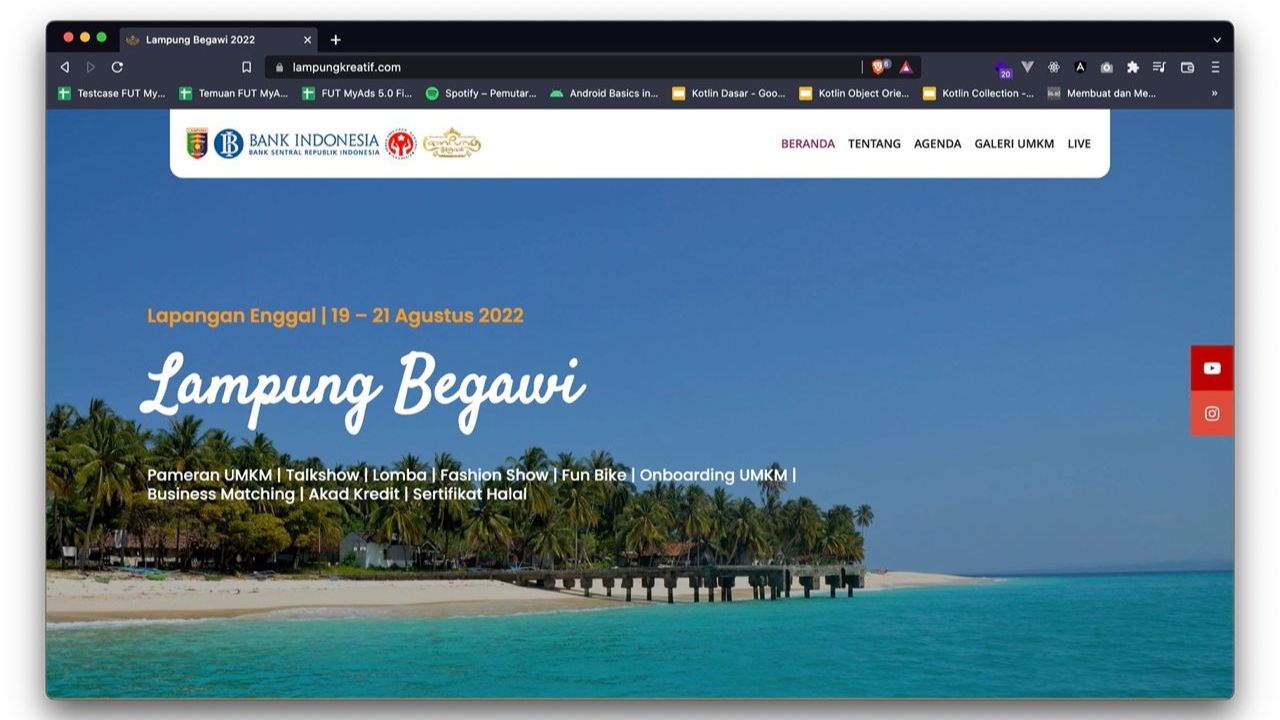 Lampung Begawi 2022
lampungkreatif.com
6
20
Testcase FUT My...
Temuan FUT MyA...
FUT MyAds 5.0 Fi...
Spotify – Pemutar...
Android Basics in...
Kotlin Dasar - Goo...
Kotlin Object Orie...
Kotlin Collection -...
Membuat dan Me...
BANK INDONESIA
BANK SENTRAL REPUBLIK INDONESIA
BERANDA
TENTANG
AGENDA
GALERI UMKM
LIVE
Lapangan Enggal | 19 – 21 Agustus 2022
Lampung Begawi
Pameran UMKM | Talkshow | Lomba | Fashion Show | Fun Bike | Onboarding UMKM |
Business Matching | Akad Kredit | Sertifikat Halal